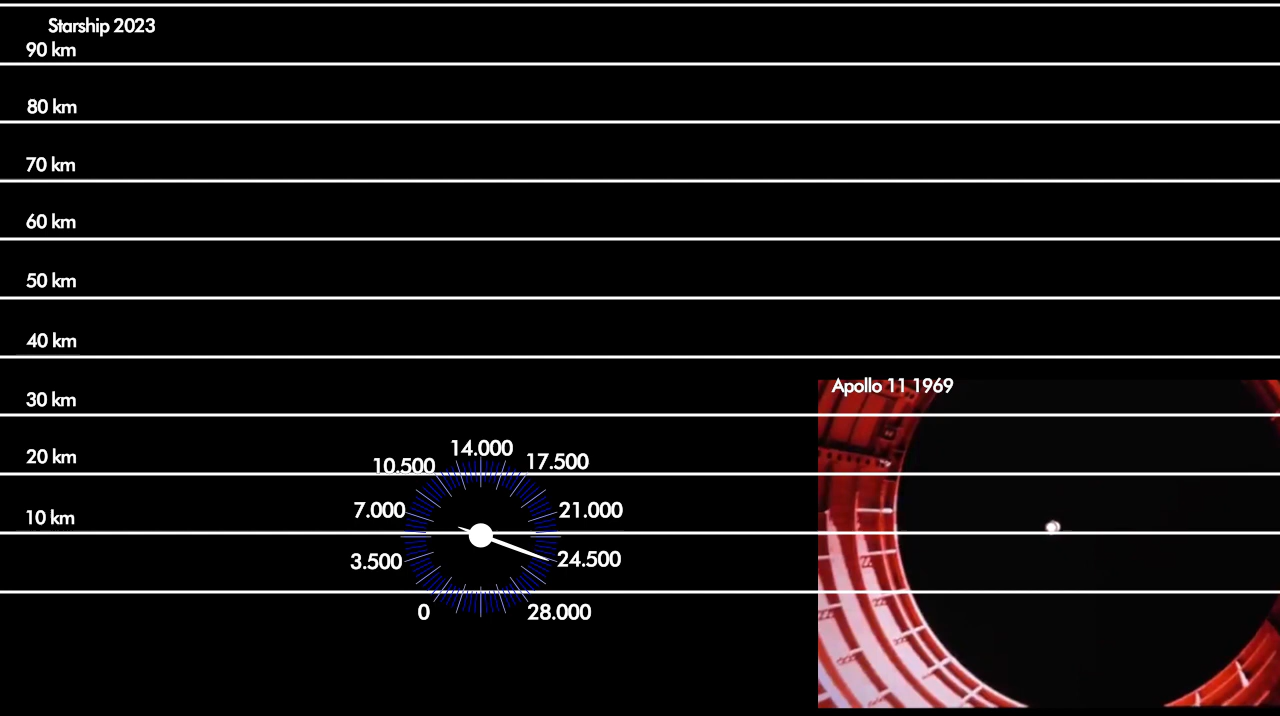 Starship 2023
90 km
80 km
70 km
60 km
50 km
40 km
30 km
20 km
10 km
14.000
10.500
17.500
7.000
21.000
3.500
24.500
0
28.000
Apollo 11 1969